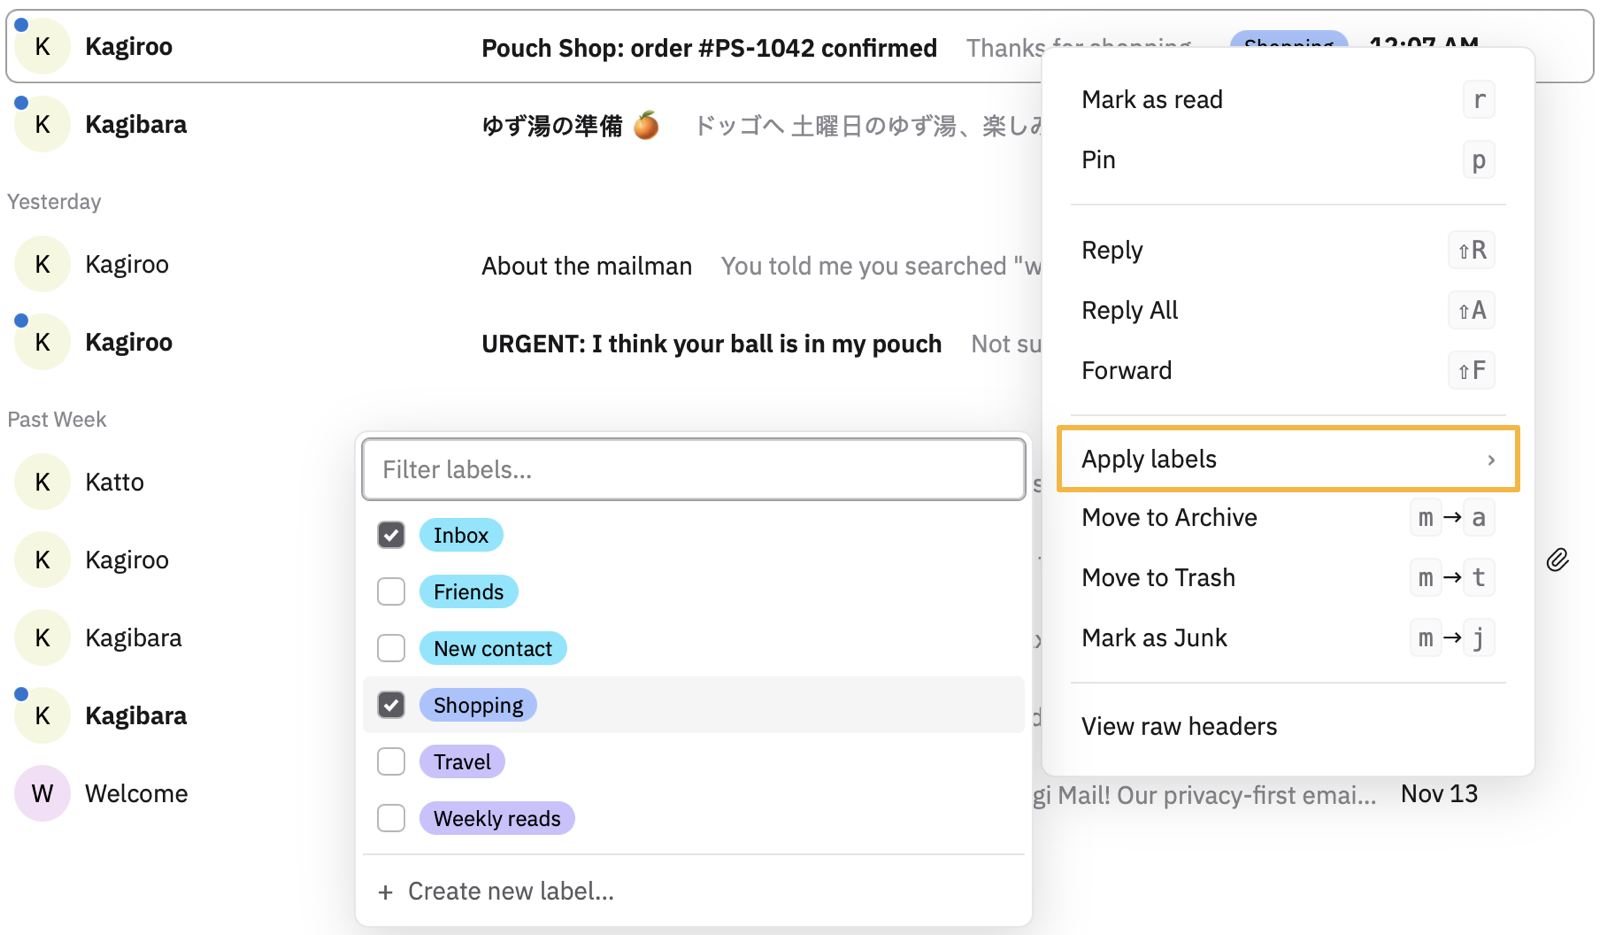 K Kagiroo Pouch Shop: order #PS-1042 confirmed Thanks for shopping Shopping 12:07 AM
K Kagibara ゆず湯の準備 🍊 ドッゴへ 土曜日のゆず湯、楽しみ
Yesterday
K Kagiroo About the mailman You told me you searched "w
K Kagiroo URGENT: I think your ball is in my pouch Not su
Past Week
K Katto
K Kagiroo
K Kagibara
K Kagibara
W Welcome gi Mail! Our privacy-first emai... Nov 13
Filter labels...
Inbox
Friends
New contact
Shopping
Travel
Weekly reads
+ Create new label...
Mark as read r
Pin p
Reply ⇧R
Reply All ⇧A
Forward ⇧F
Apply labels ›
Move to Archive m → a
Move to Trash m → t
Mark as Junk m → j
View raw headers